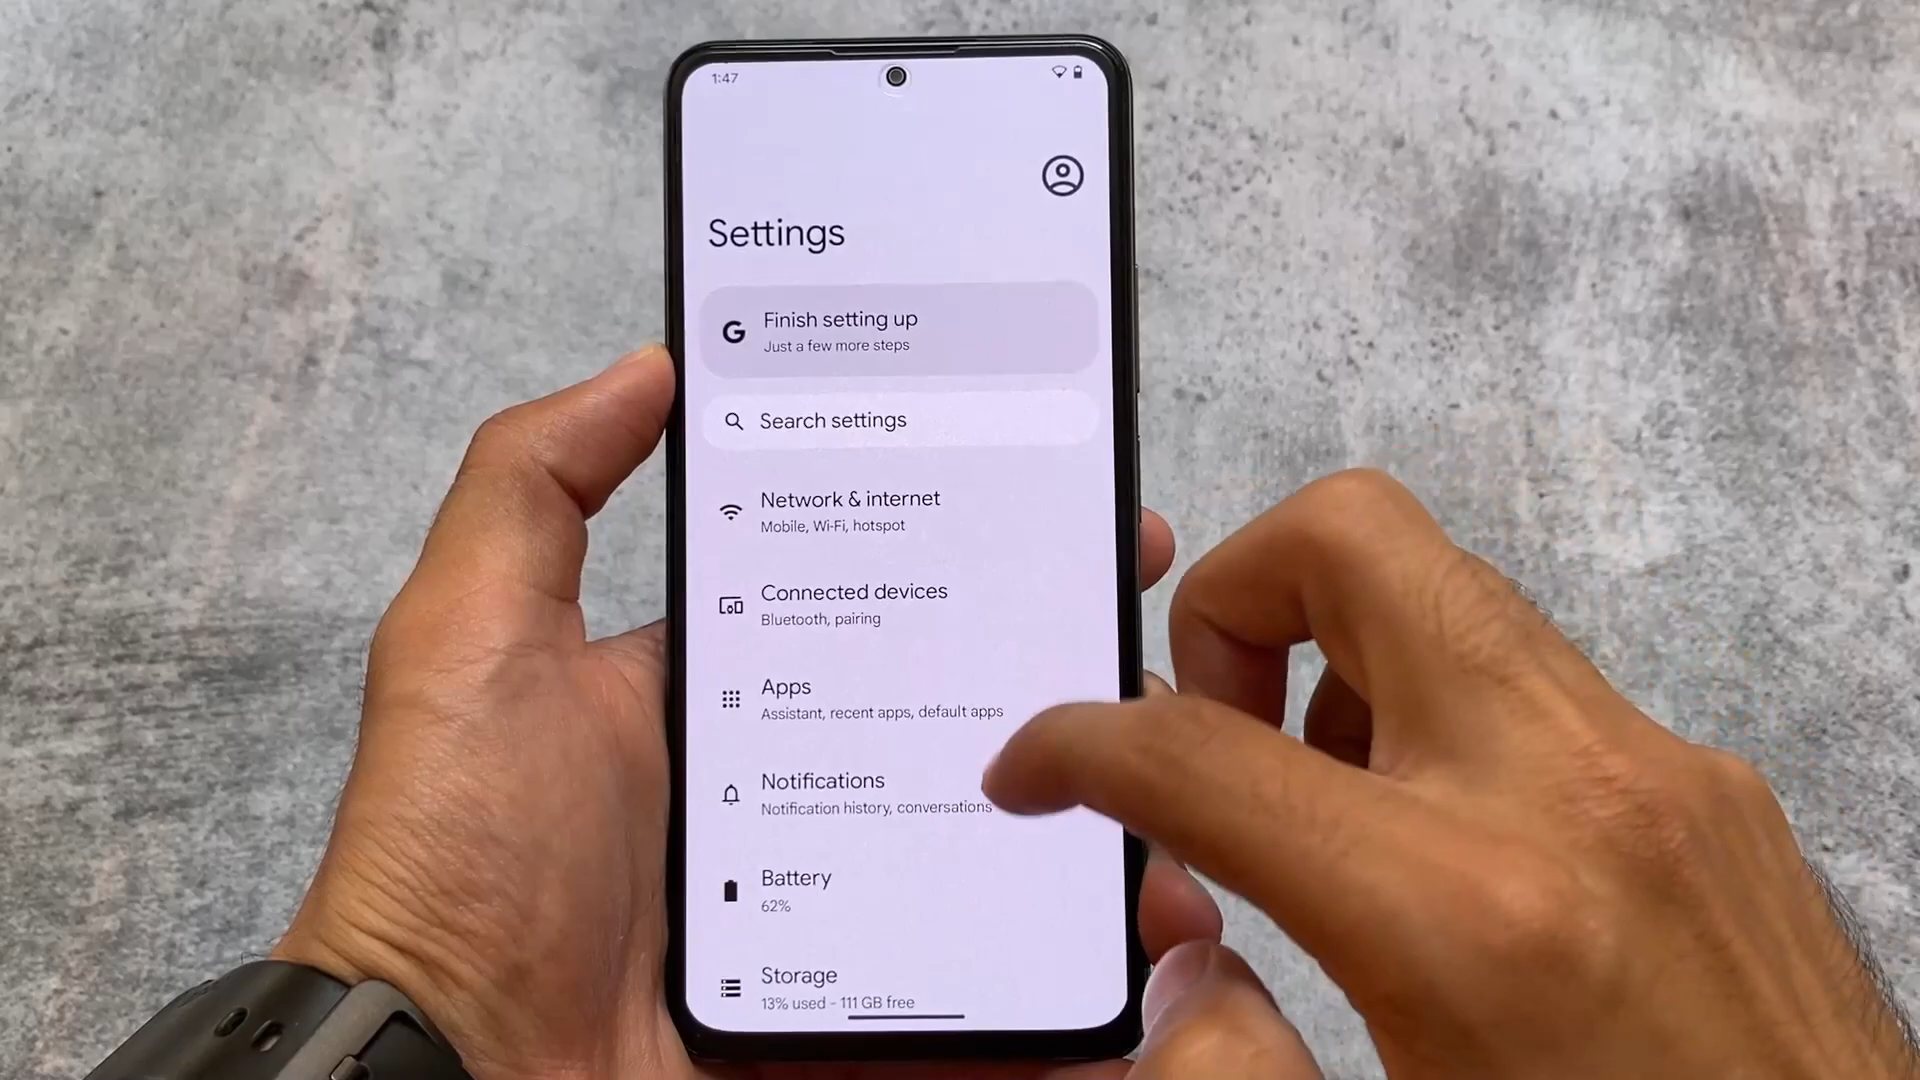 1:47
Settings
G
Finish setting up
Just a few more steps
Search settings
Network & internet
Mobile, Wi-Fi, hotspot
Connected devices
Bluetooth, pairing
Apps
Assistant, recent apps, default apps
Notifications
Notification history, conversations
Battery
62%
Storage
13% used - 111 GB free